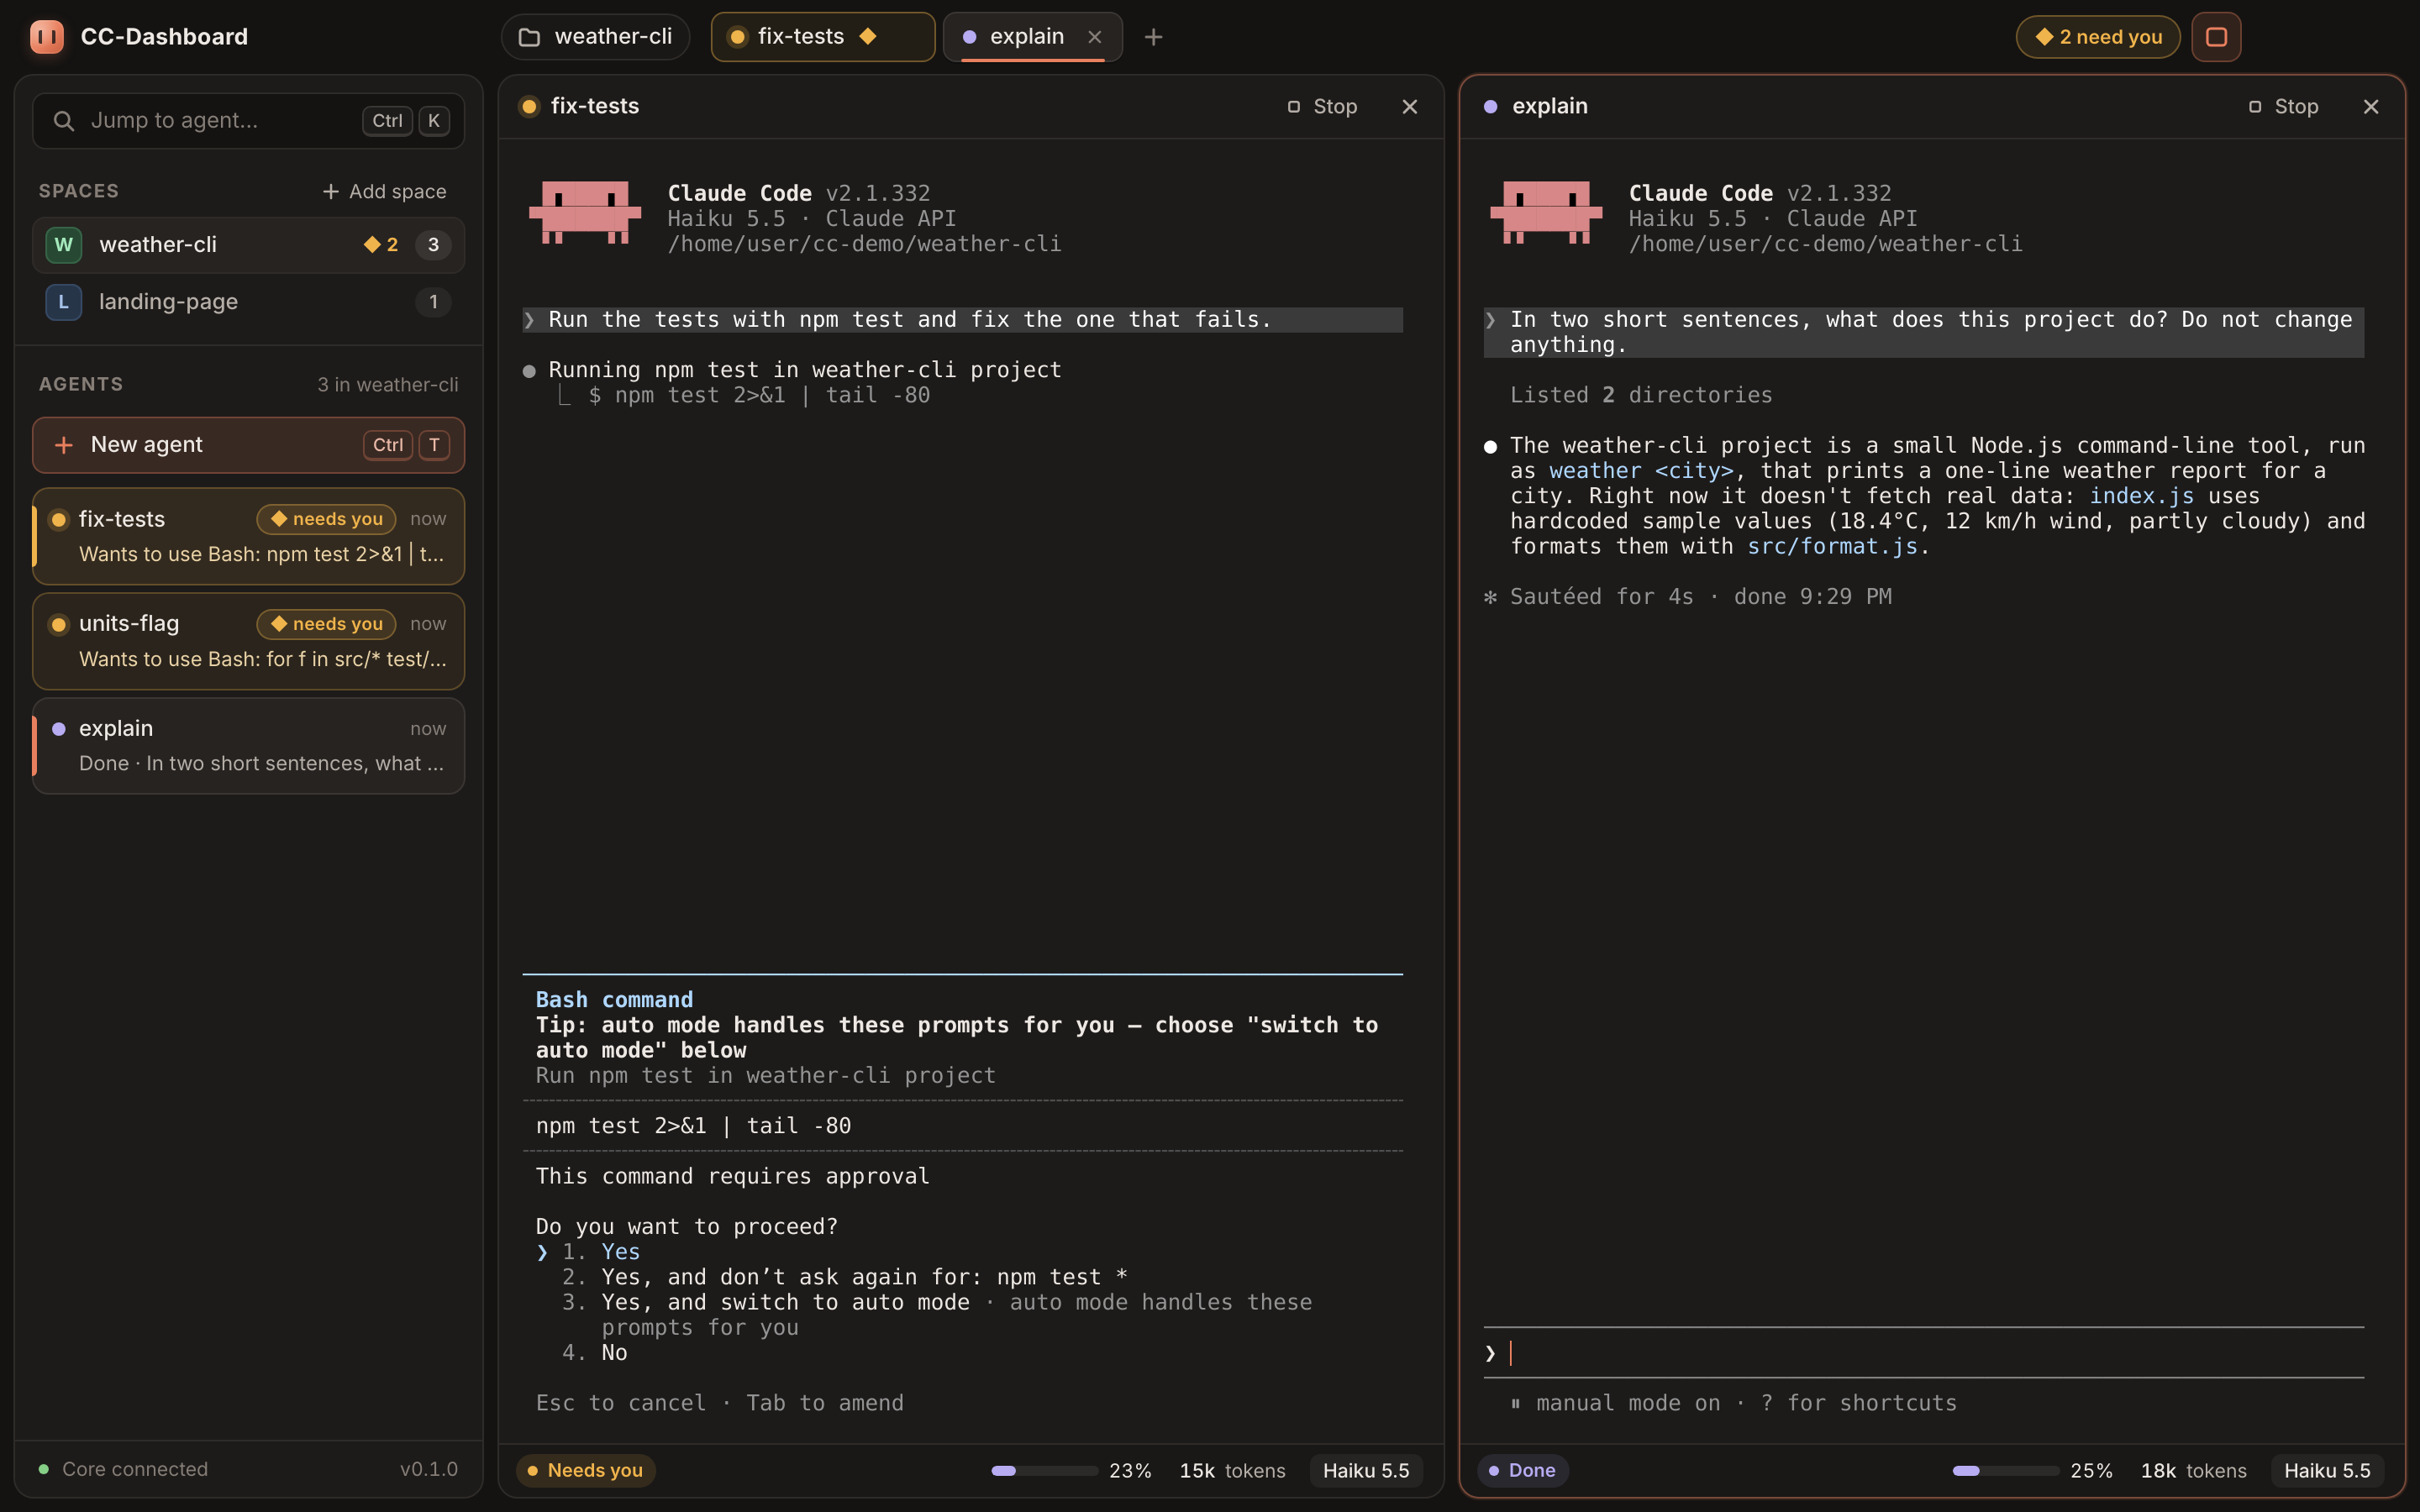 CC-Dashboard
weather-cli
fix-tests
explain
2 need you
Jump to agent...
Ctrl K
SPACES
Add space
W weather-cli 2 3
L landing-page 1
AGENTS
3 in weather-cli
New agent
Ctrl T
fix-tests needs you now
Wants to use Bash: npm test 2>&1 | t...
units-flag needs you now
Wants to use Bash: for f in src/* test/...
explain now
Done · In two short sentences, what ...
Core connected
v0.1.0
fix-tests
Stop
Claude Code v2.1.332
Haiku 5.5 · Claude API
/home/user/cc-demo/weather-cli
❯ Run the tests with npm test and fix the one that fails.
● Running npm test in weather-cli project
⎿ $ npm test 2>&1 | tail -80
Bash command
Tip: auto mode handles these prompts for you — choose "switch to
auto mode" below
Run npm test in weather-cli project
npm test 2>&1 | tail -80
This command requires approval
Do you want to proceed?
❯ 1. Yes
2. Yes, and don’t ask again for: npm test *
3. Yes, and switch to auto mode · auto mode handles these
prompts for you
4. No
Esc to cancel · Tab to amend
Needs you
23%
15k tokens
Haiku 5.5
explain
Stop
Claude Code v2.1.332
Haiku 5.5 · Claude API
/home/user/cc-demo/weather-cli
❯ In two short sentences, what does this project do? Do not change
anything.
Listed 2 directories
● The weather-cli project is a small Node.js command-line tool, run
as weather <city>, that prints a one-line weather report for a
city. Right now it doesn't fetch real data: index.js uses
hardcoded sample values (18.4°C, 12 km/h wind, partly cloudy) and
formats them with src/format.js.
✻ Sautéed for 4s · done 9:29 PM
❯
⏸ manual mode on · ? for shortcuts
Done
25%
18k tokens
Haiku 5.5